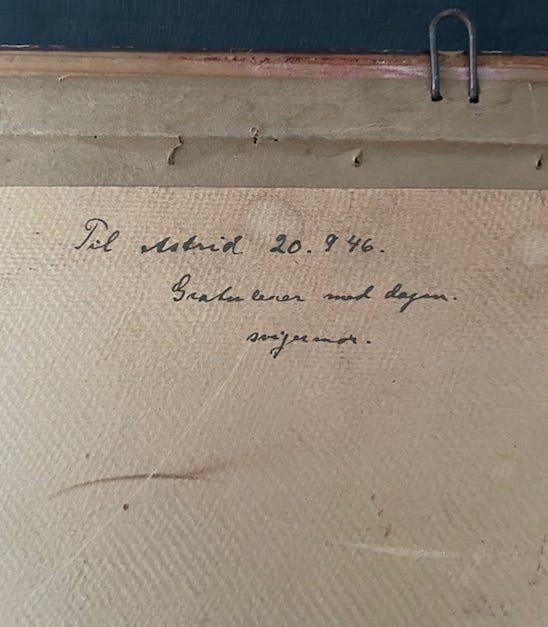 Til Astrid 20. 9 46.
Gratulerer med dagen.
svigermor.